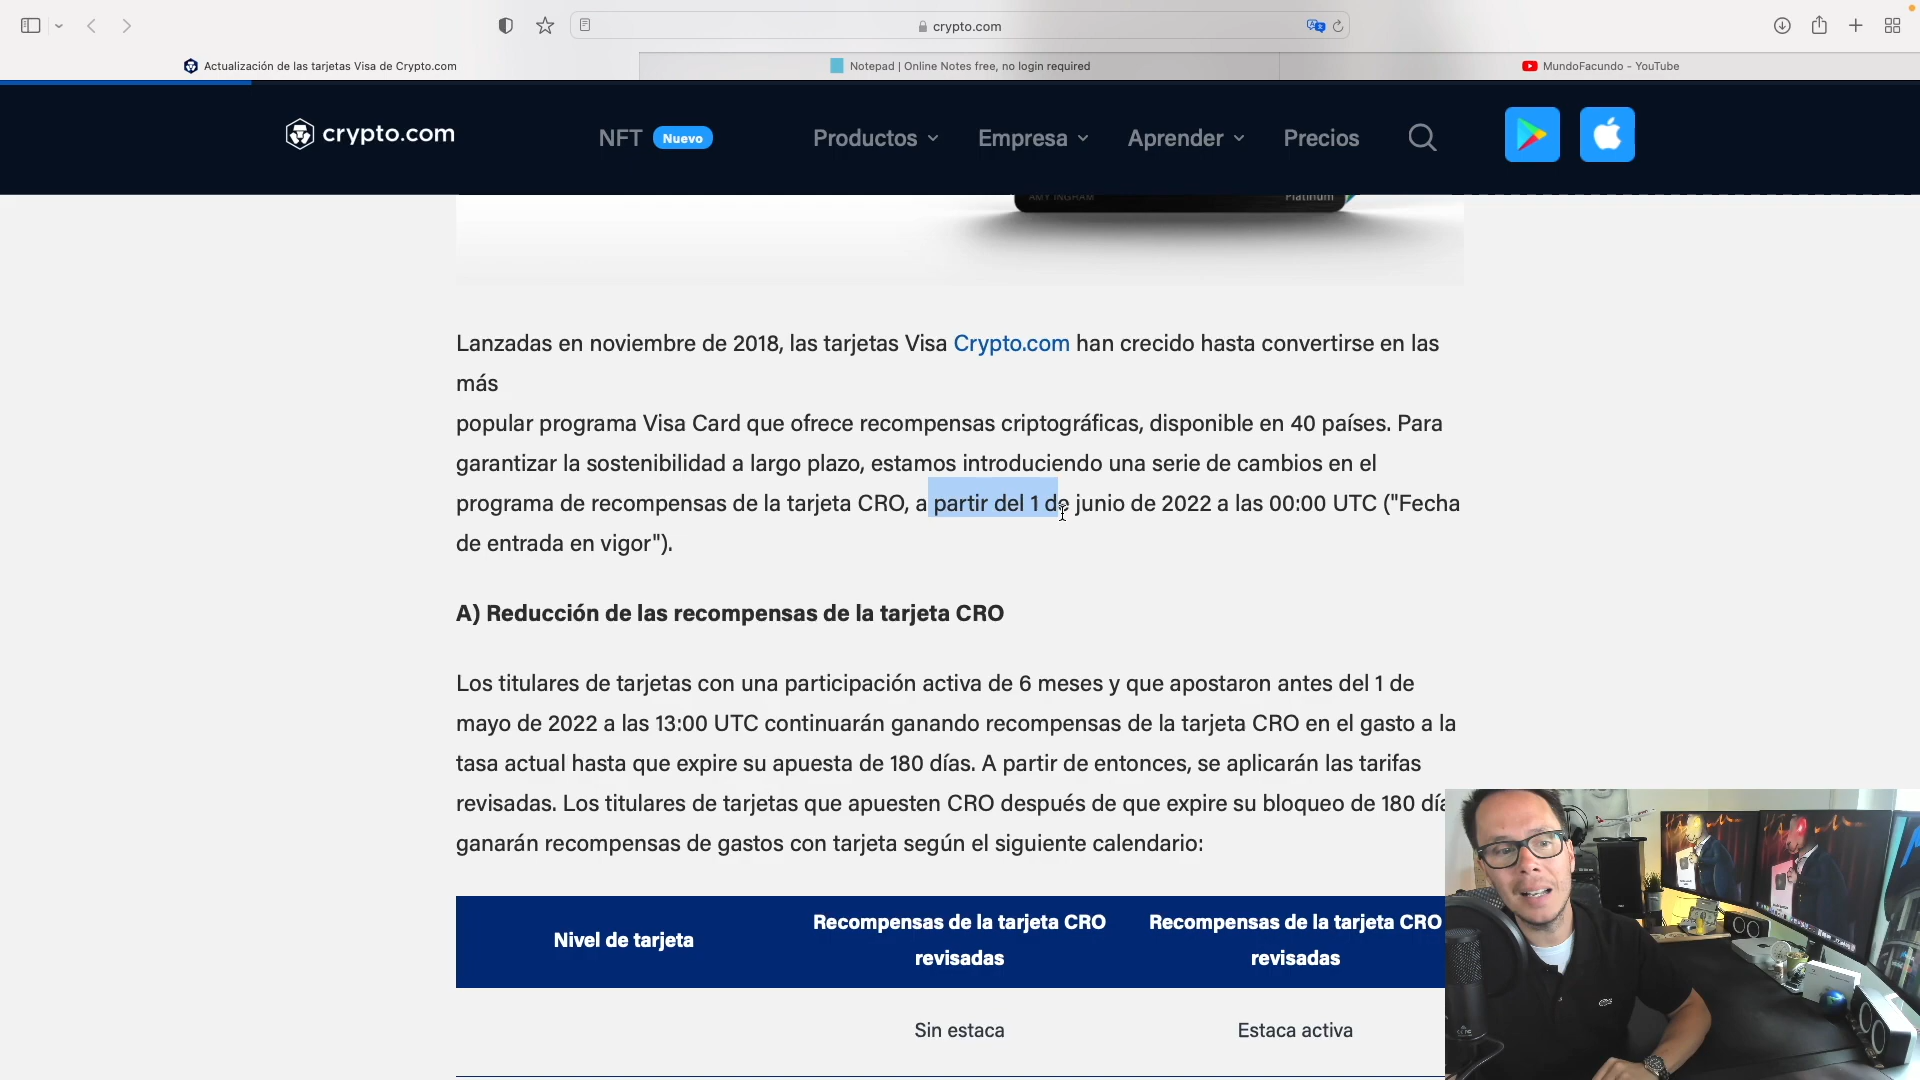 crypto.com
Actualización de las tarjetas Visa de Crypto.com
Notepad | Online Notes free, no login required
MundoFacundo - YouTube
crypto.com
NFT Nuevo Productos Empresa Aprender Precios
AMY INGRAM Platinum
Lanzadas en noviembre de 2018, las tarjetas Visa Crypto.com han crecido hasta convertirse en las
más
popular programa Visa Card que ofrece recompensas criptográficas, disponible en 40 países. Para
garantizar la sostenibilidad a largo plazo, estamos introduciendo una serie de cambios en el
programa de recompensas de la tarjeta CRO, a partir del 1 de junio de 2022 a las 00:00 UTC ("Fecha
de entrada en vigor").
A) Reducción de las recompensas de la tarjeta CRO
Los titulares de tarjetas con una participación activa de 6 meses y que apostaron antes del 1 de
mayo de 2022 a las 13:00 UTC continuarán ganando recompensas de la tarjeta CRO en el gasto a la
tasa actual hasta que expire su apuesta de 180 días. A partir de entonces, se aplicarán las tarifas
revisadas. Los titulares de tarjetas que apuesten CRO después de que expire su bloqueo de 180 día
ganarán recompensas de gastos con tarjeta según el siguiente calendario:
Nivel de tarjeta
Recompensas de la tarjeta CRO
revisadas
Recompensas de la tarjeta CRO
revisadas
Sin estaca
Estaca activa